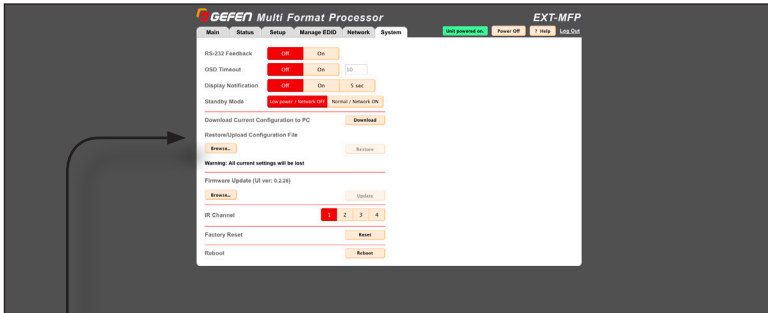 GEFEN Multi Format Processor EXT-MFP
Main Status Setup Manage EDID Network System Unit powered on. Power Off ? Help Log Out
RS-232 Feedback Off On
OSD Timeout Off On 10
Display Notification Off On 5 sec
Standby Mode Low power / Network OFF Normal / Network ON
Download Current Configuration to PC Download
Restore/Upload Configuration File
Browse... Restore
Warning: All current settings will be lost
Firmware Update (UI ver: 0.2.28)
Browse... Update
IR Channel 1 2 3 4
Factory Reset Reset
Reboot Reboot